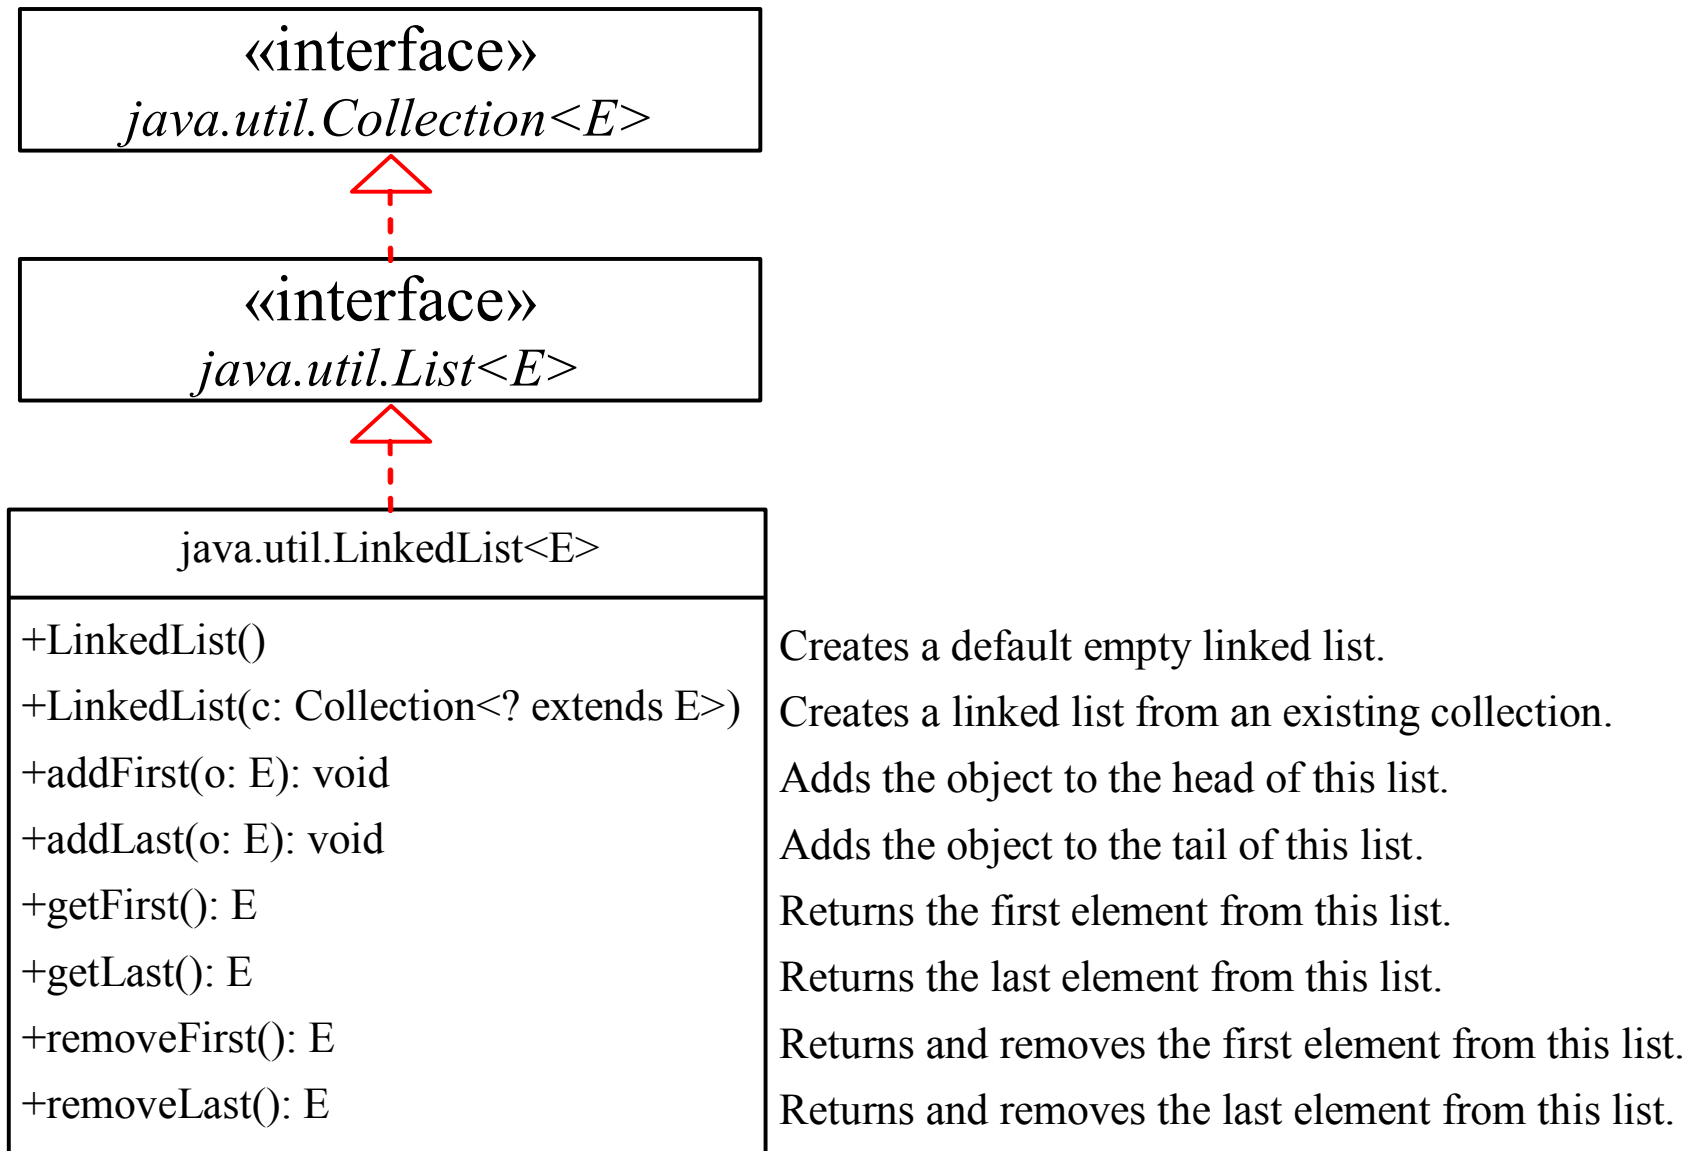 «interface»
java.util.Collection<E>
«interface»
java.util.List<E>
java.util.LinkedList<E>
+LinkedList()
Creates a default empty linked list.
+LinkedList(c: Collection<? extends E>)
Creates a linked list from an existing collection.
+addFirst(o: E): void
Adds the object to the head of this list.
+addLast(o: E): void
Adds the object to the tail of this list.
+getFirst(): E
Returns the first element from this list.
+getLast(): E
Returns the last element from this list.
+removeFirst(): E
Returns and removes the first element from this list.
+removeLast(): E
Returns and removes the last element from this list.